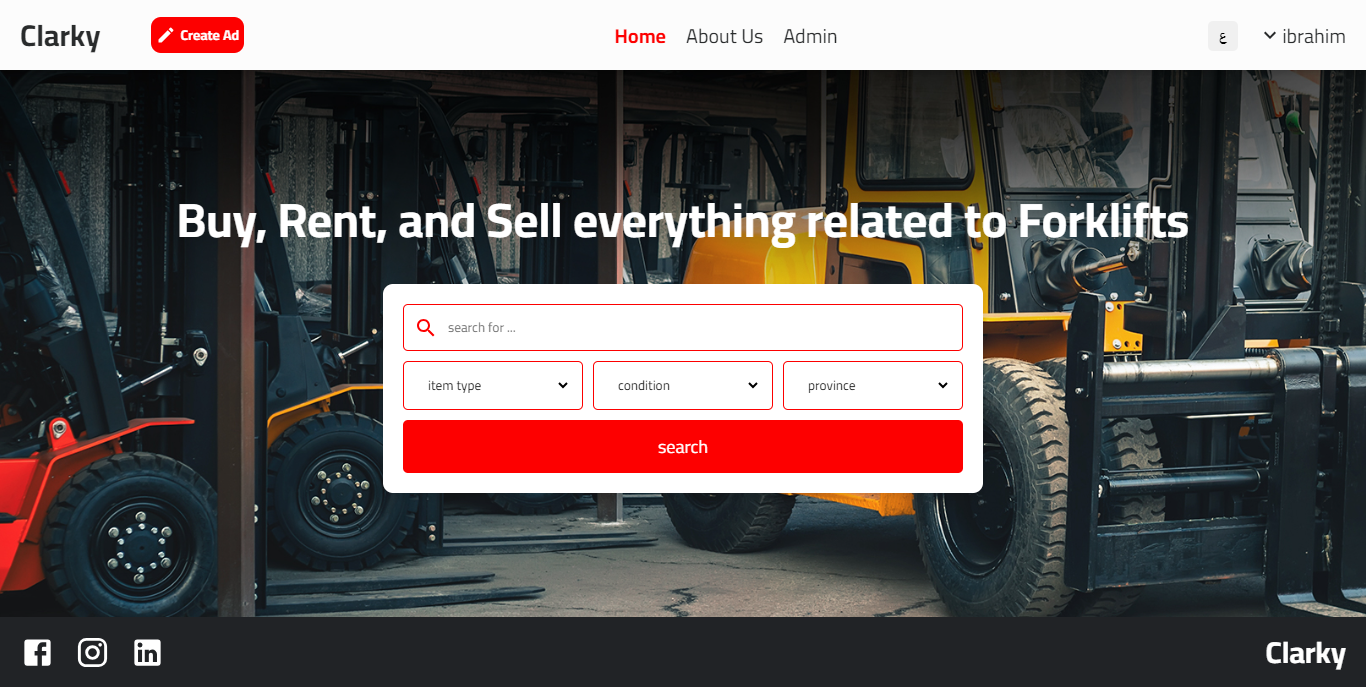 Clarky
Create Ad
Home
About Us
Admin
ع
ibrahim
Buy, Rent, and Sell everything related to Forklifts
search for ...
item type
condition
province
search
Clarky